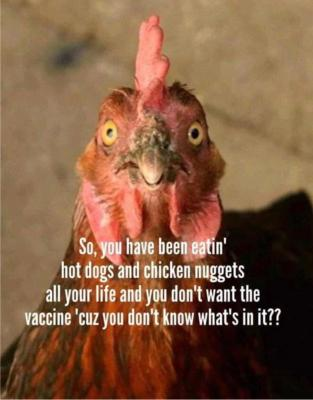 So, you have been eatin'
hot dogs and chicken nuggets
all your life and you don't want the
vaccine 'cuz you don't know what's in it??